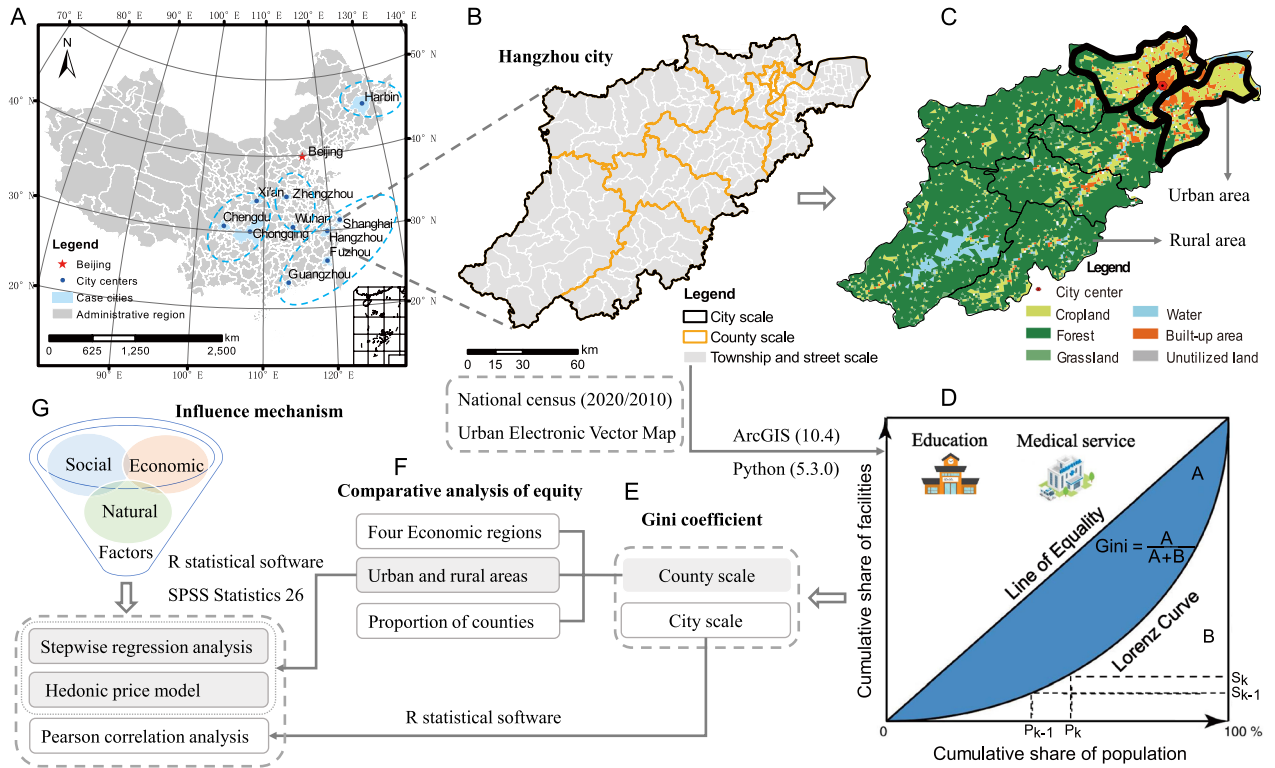 A
70° E
80° E
90° E
100° E
110° E
120° E
130° E
140° E
N
60° N
50° N
40° N
40° N
30° N
30° N
20° N
20° N
Harbin
Beijing
Xi'an
Zhengzhou
Chengdu
Wuhan
Shanghai
Chongqing
Hangzhou
Fuzhou
Guangzhou
Legend
Beijing
City centers
Case cities
Administrative region
km
0 625 1,250 2,500
90° E
100° E
110° E
120° E
130° E
B
Hangzhou city
Legend
City scale
County scale
Township and street scale
km
0 15 30 60
C
Urban area
Rural area
Legend
City center
Cropland
Water
Forest
Built-up area
Grassland
Unutilized land
National census (2020/2010)
Urban Electronic Vector Map
ArcGIS (10.4)
Python (5.3.0)
D
100 %
Education
Medical service
A
Gini = A
A+B
Line of Equality
Lorenz Curve
B
Sk
Sk-1
Pk-1
Pk
100 %
Cumulative share of facilities
Cumulative share of population
E
Gini coefficient
County scale
City scale
F
Comparative analysis of equity
Four Economic regions
Urban and rural areas
Proportion of counties
G
Influence mechanism
Social
Economic
Natural
Factors
R statistical software
SPSS Statistics 26
Stepwise regression analysis
Hedonic price model
Pearson correlation analysis
R statistical software